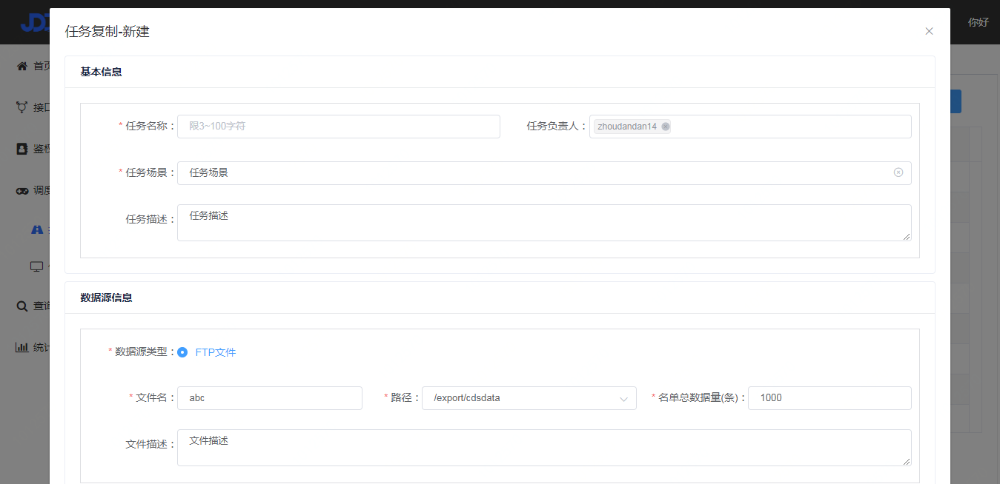 JD
你好
任务复制-新建
首页
接口
鉴权
调度
查询
统计
基本信息
* 任务名称： 限3~100字符 任务负责人： zhoudandan14
* 任务场景： 任务场景
任务描述： 任务描述
数据源信息
* 数据源类型： FTP文件
* 文件名： abc * 路径： /export/cdsdata * 名单总数据量(条)： 1000
文件描述： 文件描述